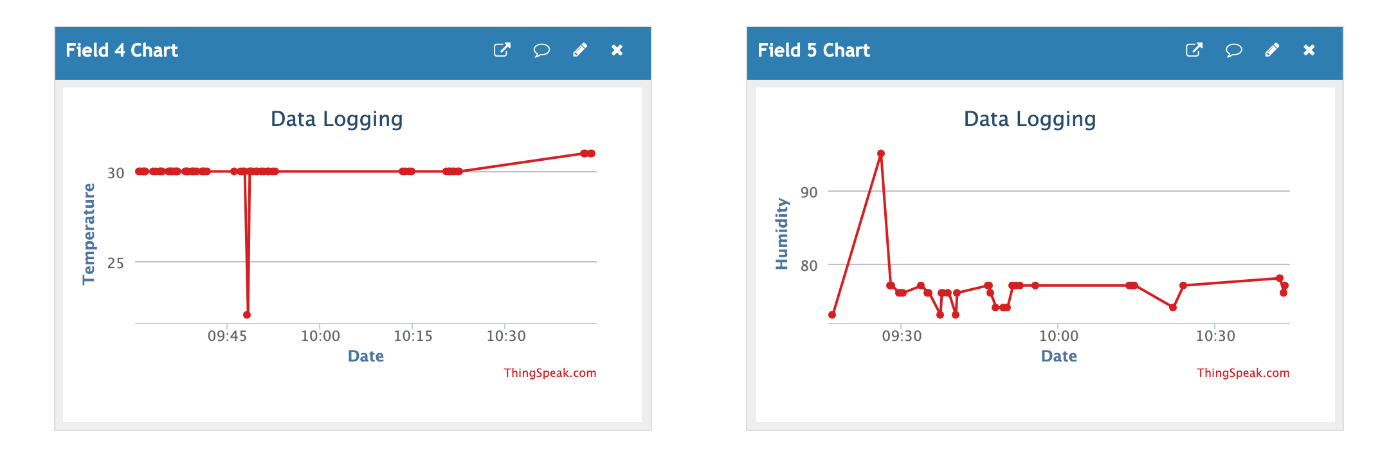 Field 4 Chart
Data Logging
Temperature
30
25
09:45 10:00 10:15 10:30
Date
ThingSpeak.com
Field 5 Chart
Data Logging
Humidity
90
80
09:30 10:00 10:30
Date
ThingSpeak.com